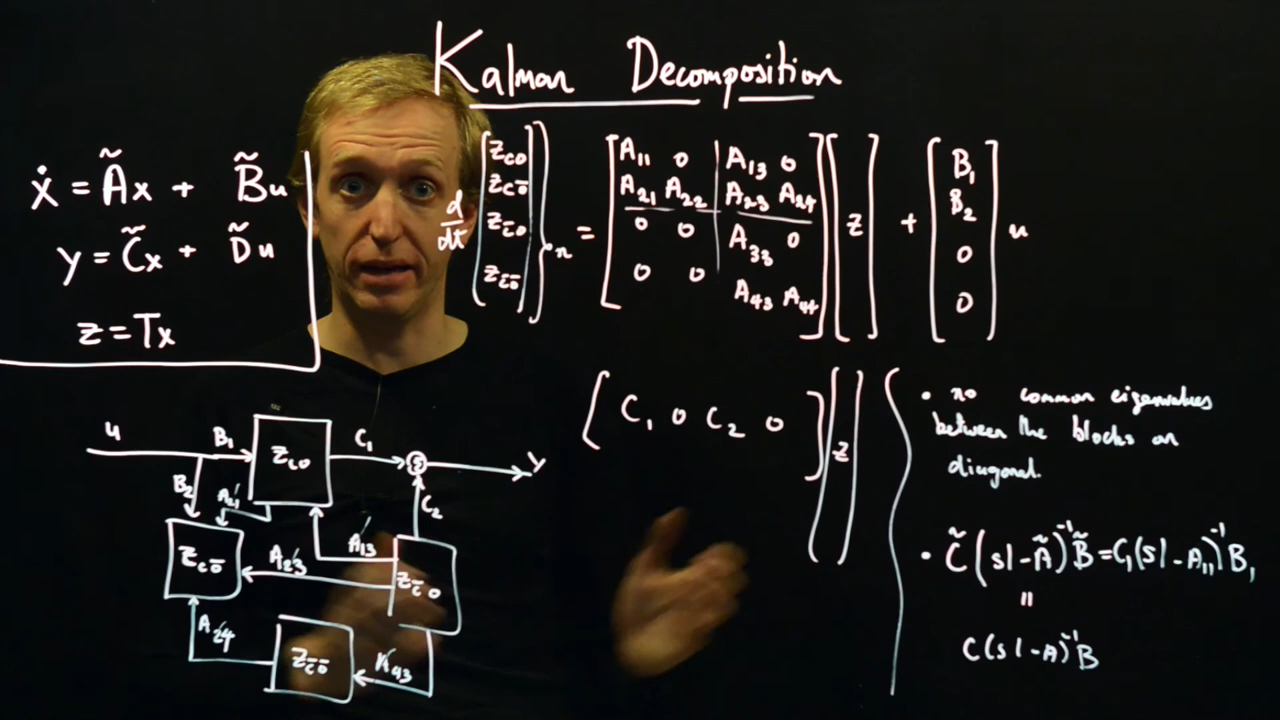 Kalman Decomposition
ẋ = Ãx + B̃u
y = C̃x + D̃u
z = Tx
d/dt [z_co z_cō z_c̄o z_c̄ō] }n = [A₁₁ 0 A₁₃ 0
A₂₁ A₂₂ A₂₃ A₂₄
0 0 A₃₃ 0
0 0 A₄₃ A₄₄] [z] + [B₁ B₂ 0 0] u
[C₁ 0 C₂ 0] [z]
u B₁ z_co C₁ y
B₂ A₂₁ C₂
z_cō A₂₃ A₁₃ z_c̄o
A₂₄ z_c̄ō A₄₃
• no common eigenvalues
between the blocks on
diagonal.
• C̃(sI-Ã)⁻¹B̃=C₁(sI-A₁₁)⁻¹B₁
=
C(sI-A)⁻¹B